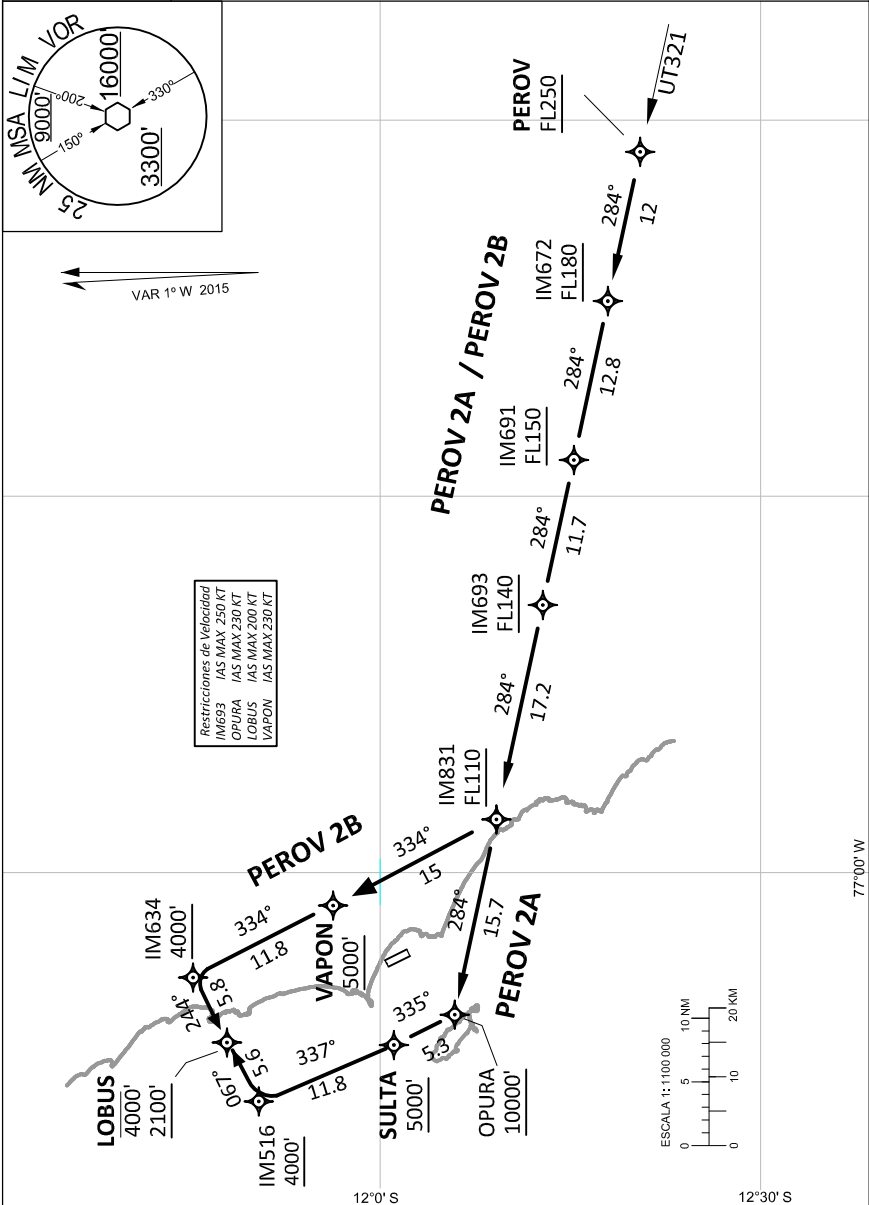 25 NM MSA LIM VOR
16000'
9000'
200°
150°
330°
3300'
VAR 1° W 2015
UT321
PEROV
FL250
284°
12
IM672
FL180
PEROV 2A / PEROV 2B
284°
12.8
IM691
FL150
284°
11.7
IM693
FL140
284°
17.2
IM831
FL110
Restricciones de Velocidad
IM693 IAS MAX 250 KT
OPURA IAS MAX 230 KT
LOBUS IAS MAX 200 KT
VAPON IAS MAX 230 KT
PEROV 2B
334°
15
VAPON
5000'
334°
11.8
IM634
4000'
244°
5.8
LOBUS
4000'
2100'
PEROV 2A
284°
15.7
OPURA
10000'
335°
5.3
SULTA
5000'
337°
11.8
IM516
4000'
067°
5.6
77°00' W
12°0' S
12°30' S
ESCALA 1: 1100 000
0 5 10 NM
0 10 20 KM